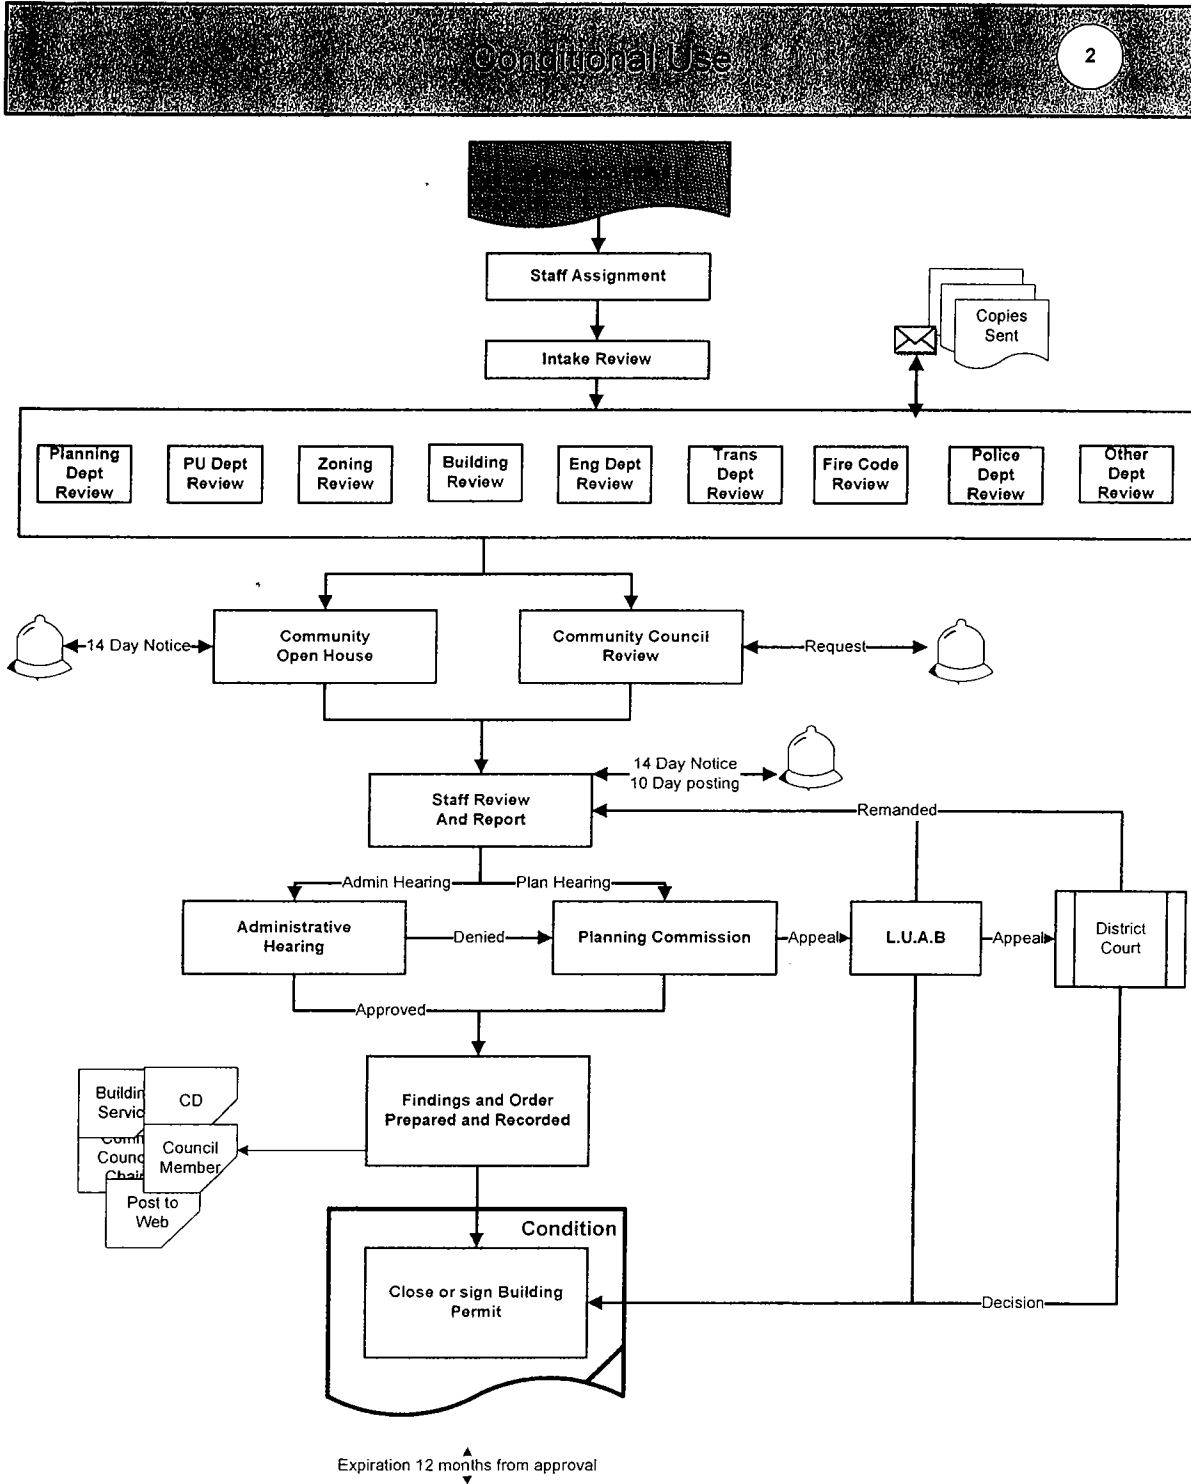 Conditional Use
2
Staff Assignment
Intake Review
Copies
Sent
Planning
Dept
Review
PU Dept
Review
Zoning
Review
Building
Review
Eng Dept
Review
Trans
Dept
Review
Fire Code
Review
Police
Dept
Review
Other
Dept
Review
14 Day Notice
Community
Open House
Community Council
Review
Request
Staff Review
And Report
14 Day Notice
10 Day posting
Remanded
Admin Hearing
Plan Hearing
Administrative
Hearing
Denied
Planning Commission
Appeal
L.U.A.B
Appeal
District
Court
Approved
Findings and Order
Prepared and Recorded
Buildin
Servic
CD
Counc
Chair
Council
Member
Post to
Web
Condition
Close or sign Building
Permit
Decision
Expiration 12 months from approval